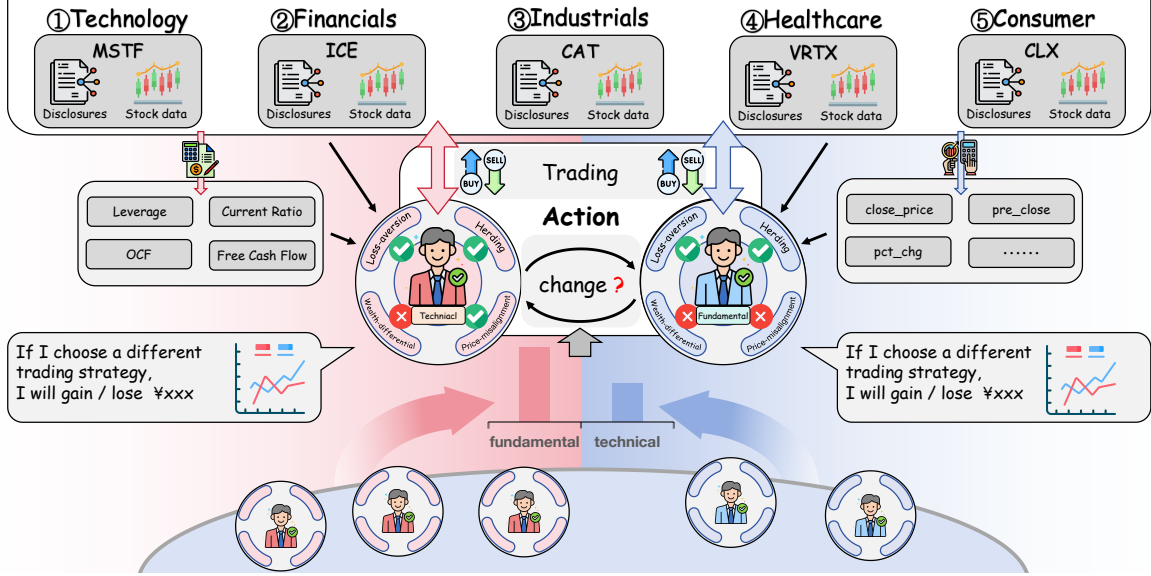 ①Technology
②Financials
③Industrials
④Healthcare
⑤Consumer
MSTF
Disclosures
Stock data
ICE
Disclosures
Stock data
CAT
Disclosures
Stock data
VRTX
Disclosures
Stock data
CLX
Disclosures
Stock data
Leverage
Current Ratio
OCF
Free Cash Flow
BUY
SELL
Trading
BUY
SELL
Action
change ?
close_price
pre_close
pct_chg
......
Loss-aversion
Herding
Wealth-differential
Price-misalignment
Techniacl
Loss-aversion
Herding
Wealth-differential
Price-misalignment
Fundamental
If I choose a different
trading strategy,
I will gain / lose ¥xxx
If I choose a different
trading strategy,
I will gain / lose ¥xxx
fundamental
technical